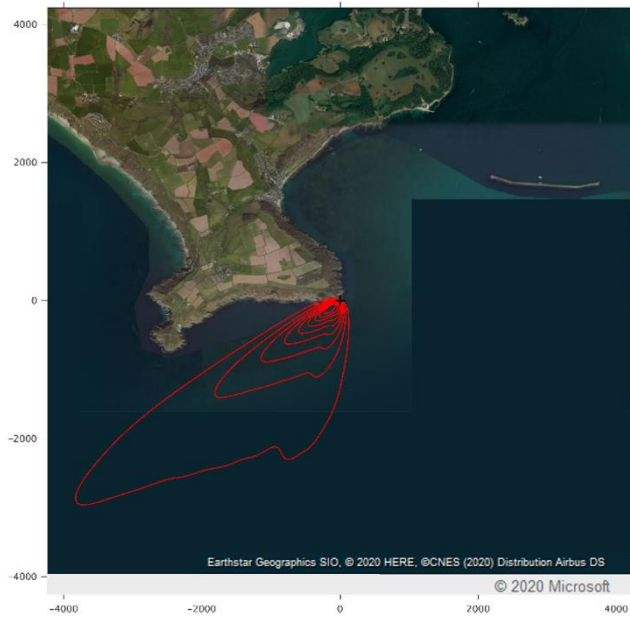 4000
2000
0
−2000
−4000
Earthstar Geographics SIO, © 2020 HERE, ©CNES (2020) Distribution Airbus DS
© 2020 Microsoft
−4000 −2000 0 2000 4000